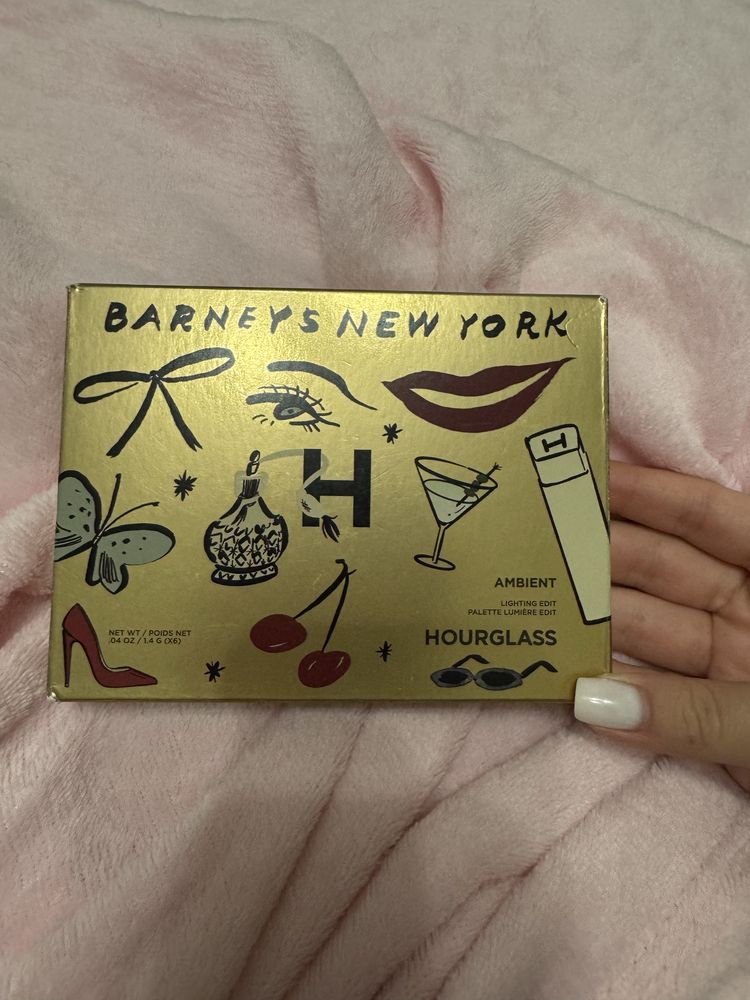 BARNEYS NEW YORK
H
H
AMBIENT
LIGHTING EDIT
PALETTE LUMIÈRE EDIT
NET WT / POIDS NET
.04 OZ / 1.4 G (X6)
HOURGLASS